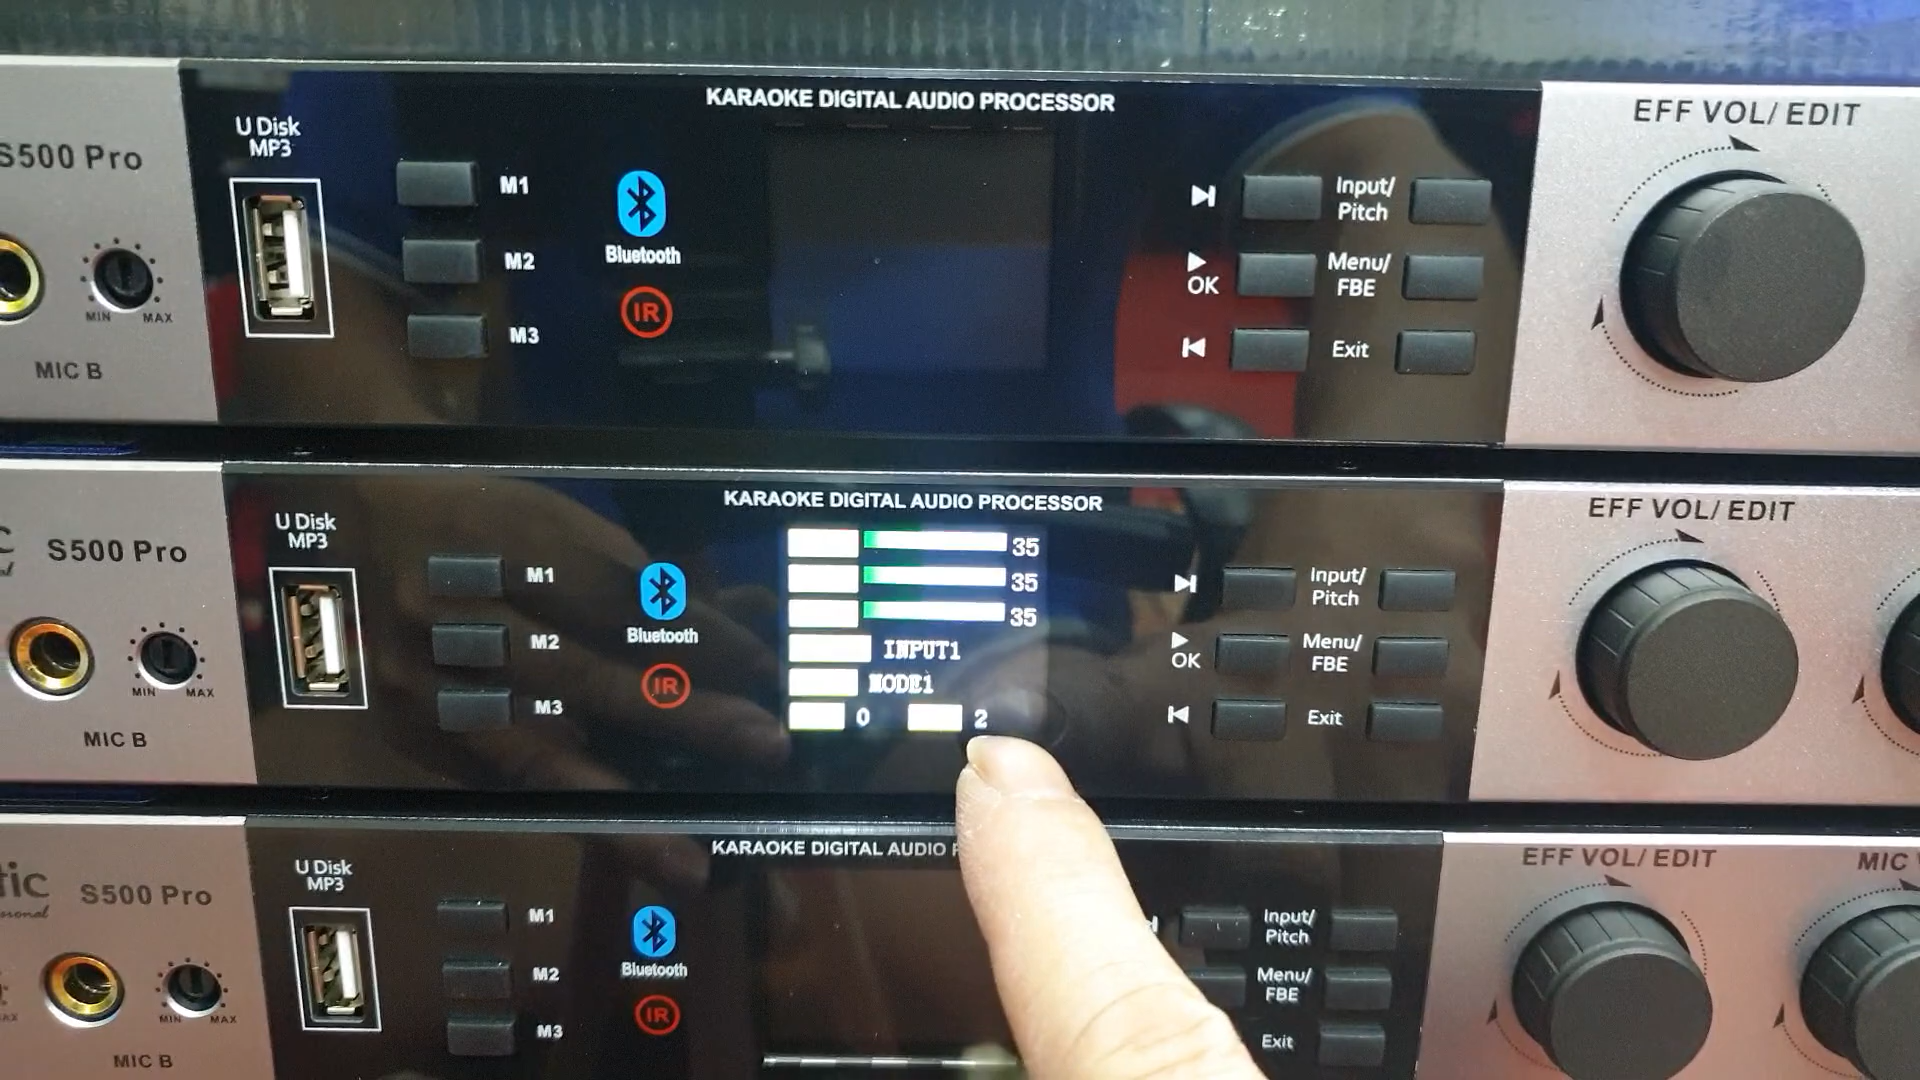 KARAOKE DIGITAL AUDIO PROCESSOR
S500 Pro
U Disk
MP3
M1
M2
M3
Bluetooth
IR
MIN MAX
MIC B
Input/
Pitch
OK
Menu/
FBE
Exit
EFF VOL/ EDIT
KARAOKE DIGITAL AUDIO PROCESSOR
S500 Pro
U Disk
MP3
M1
M2
M3
Bluetooth
IR
MIN MAX
MIC B
35
35
35
INPUT1
MODE1
0 2
Input/
Pitch
OK
Menu/
FBE
Exit
EFF VOL/ EDIT
KARAOKE DIGITAL AUDIO
S500 Pro
U Disk
MP3
M1
M2
M3
Bluetooth
IR
MIN MAX
MIC B
Input/
Pitch
Menu/
FBE
Exit
EFF VOL/ EDIT
MIC